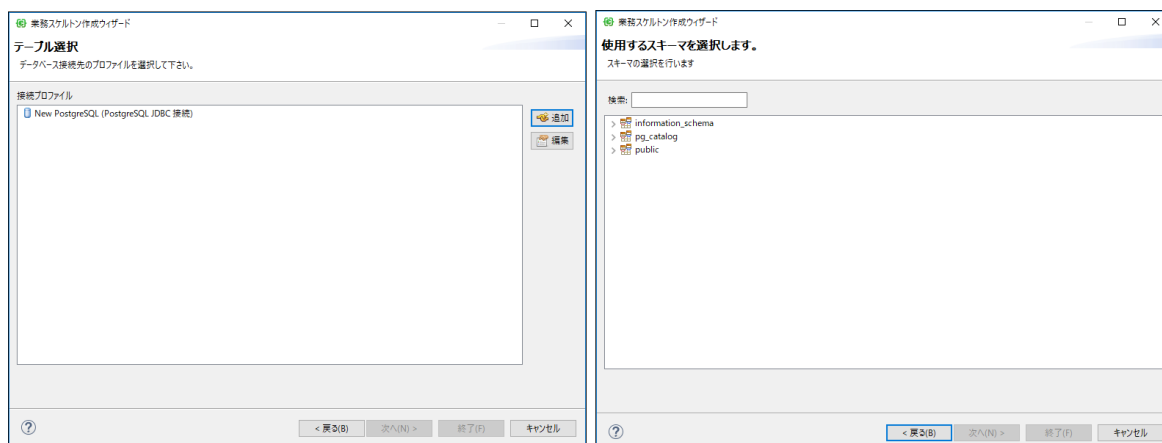 業務スケルトン作成ウィザード
テーブル選択
データベース接続先のプロファイルを選択して下さい。
接続プロファイル
New PostgreSQL (PostgreSQL JDBC 接続)
追加
編集
< 戻る(B)
次へ(N) >
終了(F)
キャンセル
業務スケルトン作成ウィザード
使用するスキーマを選択します。
スキーマの選択を行います
検索:
information_schema
pg_catalog
public
< 戻る(B)
次へ(N) >
終了(F)
キャンセル